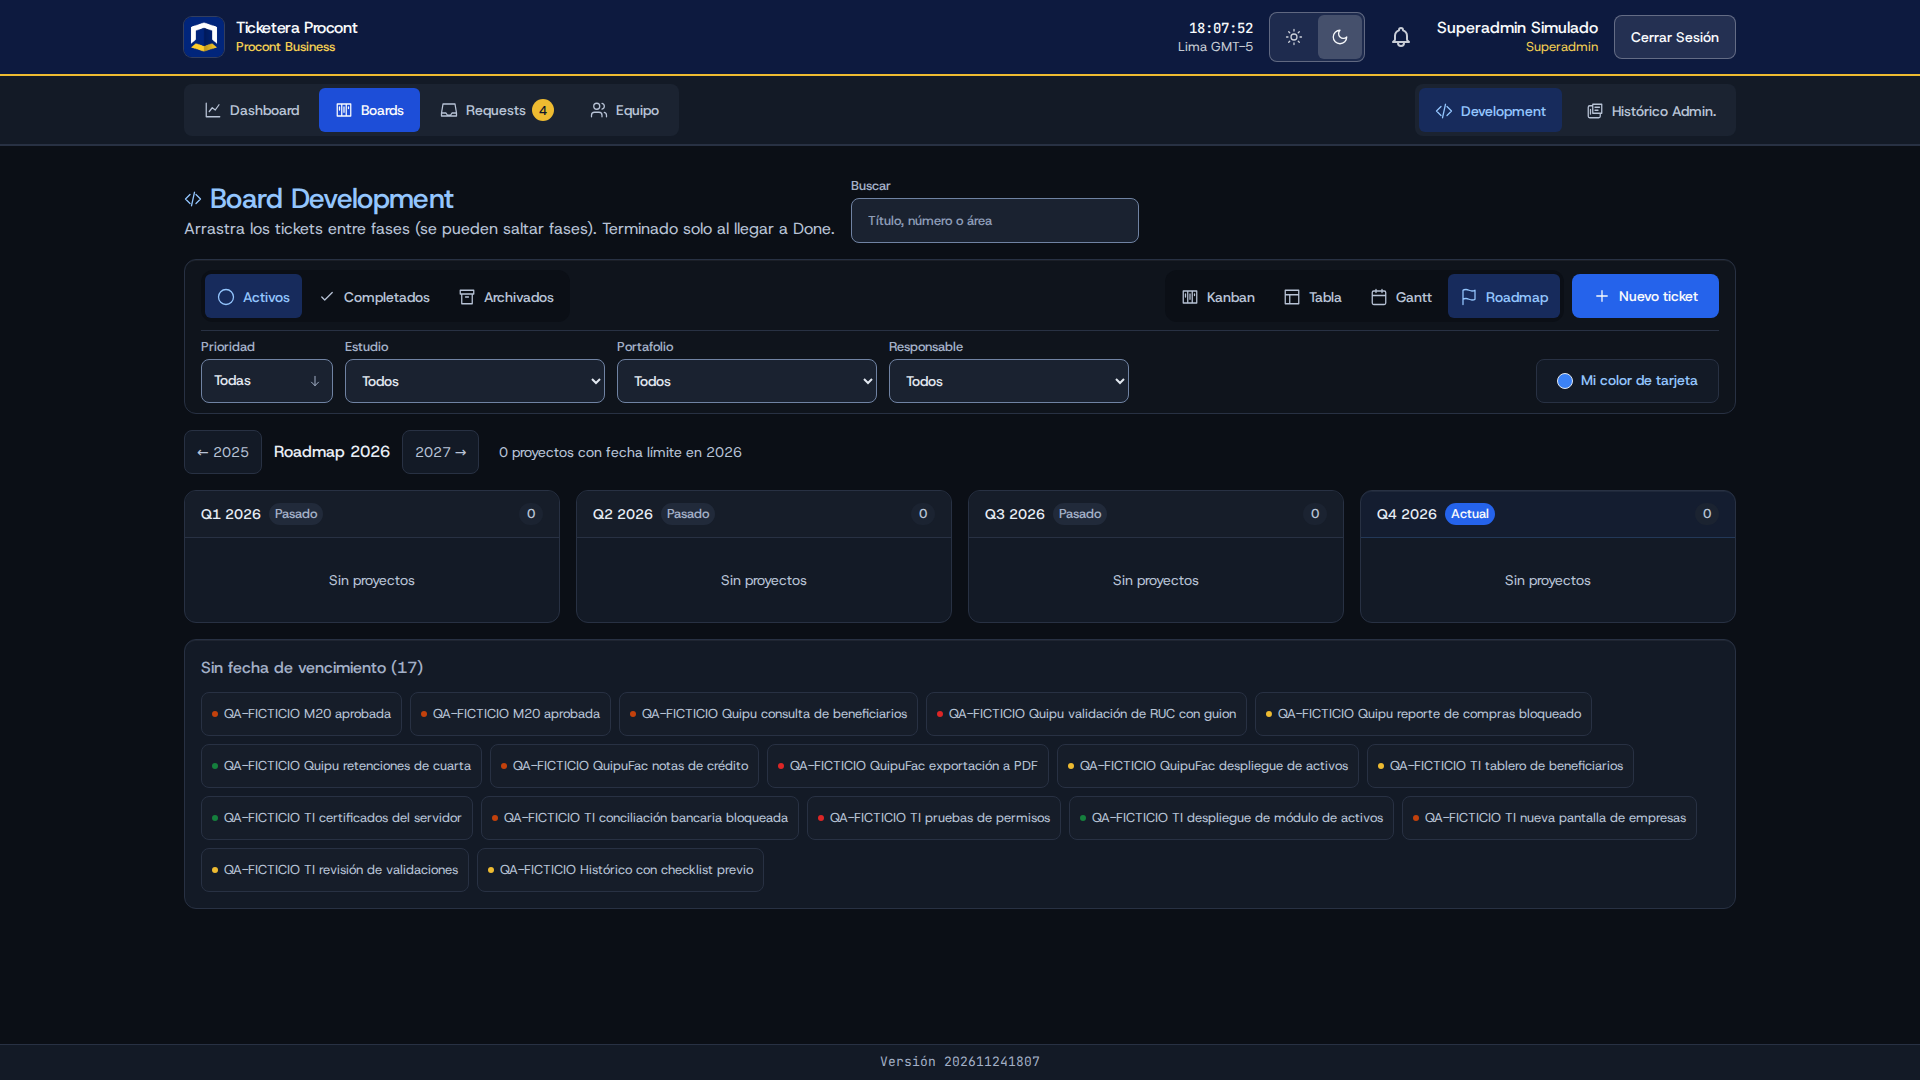 Ticketera Procont
Procont Business
18:07:52
Lima GMT-5
Superadmin Simulado
Superadmin
Cerrar Sesión
Dashboard
Boards
Requests 4
Equipo
Development
Histórico Admin.
Board Development
Arrastra los tickets entre fases (se pueden saltar fases). Terminado solo al llegar a Done.
Buscar
Título, número o área
Activos
Completados
Archivados
Kanban
Tabla
Gantt
Roadmap
+ Nuevo ticket
Prioridad
Todas ↓
Estudio
Todos
Portafolio
Todos
Responsable
Todos
Mi color de tarjeta
← 2025
Roadmap 2026
2027 →
0 proyectos con fecha límite en 2026
Q1 2026 Pasado 0
Sin proyectos
Q2 2026 Pasado 0
Sin proyectos
Q3 2026 Pasado 0
Sin proyectos
Q4 2026 Actual 0
Sin proyectos
Sin fecha de vencimiento (17)
QA-FICTICIO M20 aprobada
QA-FICTICIO M20 aprobada
QA-FICTICIO Quipu consulta de beneficiarios
QA-FICTICIO Quipu validación de RUC con guion
QA-FICTICIO Quipu reporte de compras bloqueado
QA-FICTICIO Quipu retenciones de cuarta
QA-FICTICIO QuipuFac notas de crédito
QA-FICTICIO QuipuFac exportación a PDF
QA-FICTICIO QuipuFac despliegue de activos
QA-FICTICIO TI tablero de beneficiarios
QA-FICTICIO TI certificados del servidor
QA-FICTICIO TI conciliación bancaria bloqueada
QA-FICTICIO TI pruebas de permisos
QA-FICTICIO TI despliegue de módulo de activos
QA-FICTICIO TI nueva pantalla de empresas
QA-FICTICIO TI revisión de validaciones
QA-FICTICIO Histórico con checklist previo
Versión 202611241807